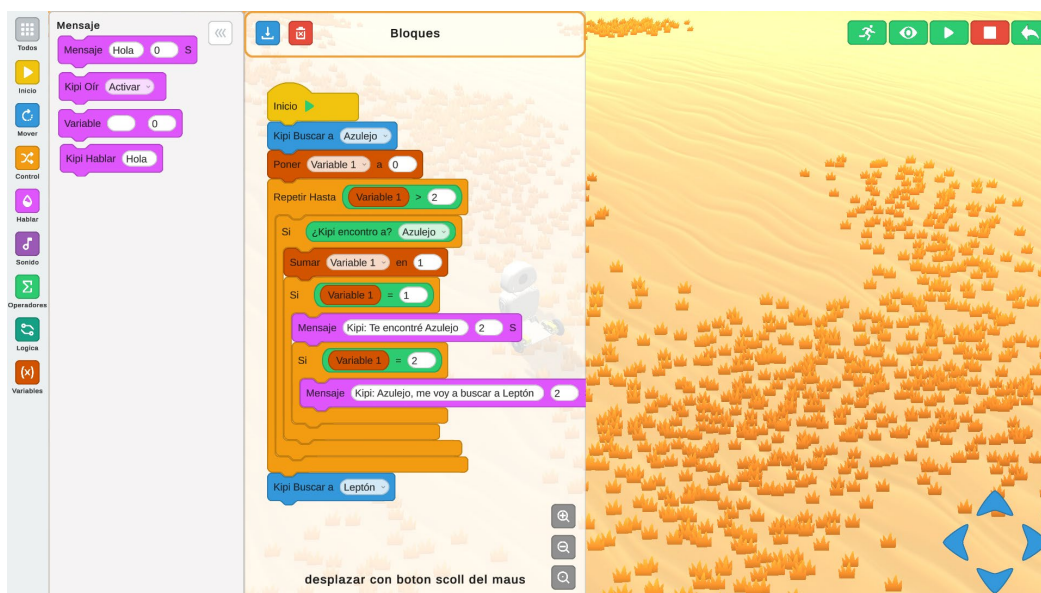 Todos
Inicio
Mover
Control
Hablar
Sonido
Operadores
Logica
Variables
Mensaje
Mensaje Hola 0 S
Kipi Oír Activar
Variable 0
Kipi Hablar Hola
Bloques
Inicio
Kipi Buscar a Azulejo
Poner Variable 1 a 0
Repetir Hasta Variable 1 > 2
Si ¿Kipi encontro a? Azulejo
Sumar Variable 1 en 1
Si Variable 1 = 1
Mensaje Kipi: Te encontré Azulejo 2 S
Si Variable 1 = 2
Mensaje Kipi: Azulejo, me voy a buscar a Leptón 2
Kipi Buscar a Leptón
desplazar con boton scoll del maus